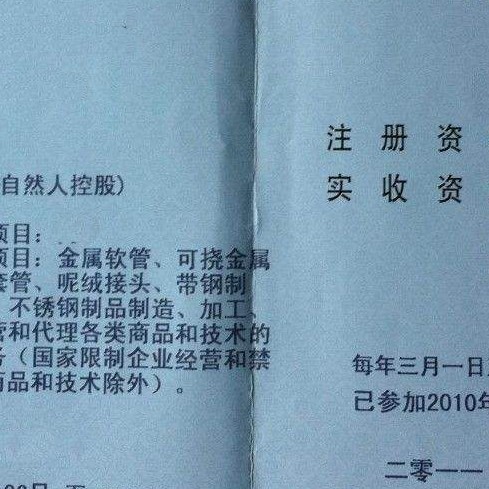 自然人控股)
项目：
项目：金属软管、可挠金属
套管、呢绒接头、带钢制
、不锈钢制品制造、加工、
营和代理各类商品和技术的
务（国家限制企业经营和禁
商品和技术除外）。
注 册 资
实 收 资
每年三月一日
已参加2010年
二零一一